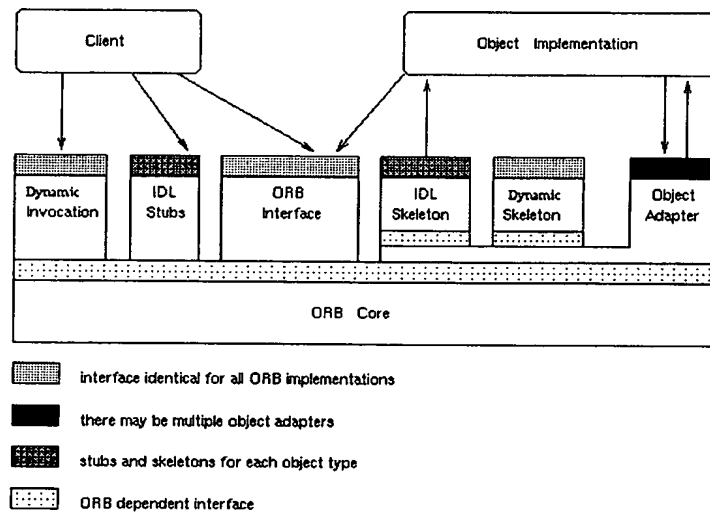 Client
Object Implementation
Dynamic
Invocation
IDL
Stubs
ORB
Interface
IDL
Skeleton
Dynamic
Skeleton
Object
Adapter
ORB Core
interface identical for all ORB implementations
there may be multiple object adapters
stubs and skeletons for each object type
ORB dependent interface